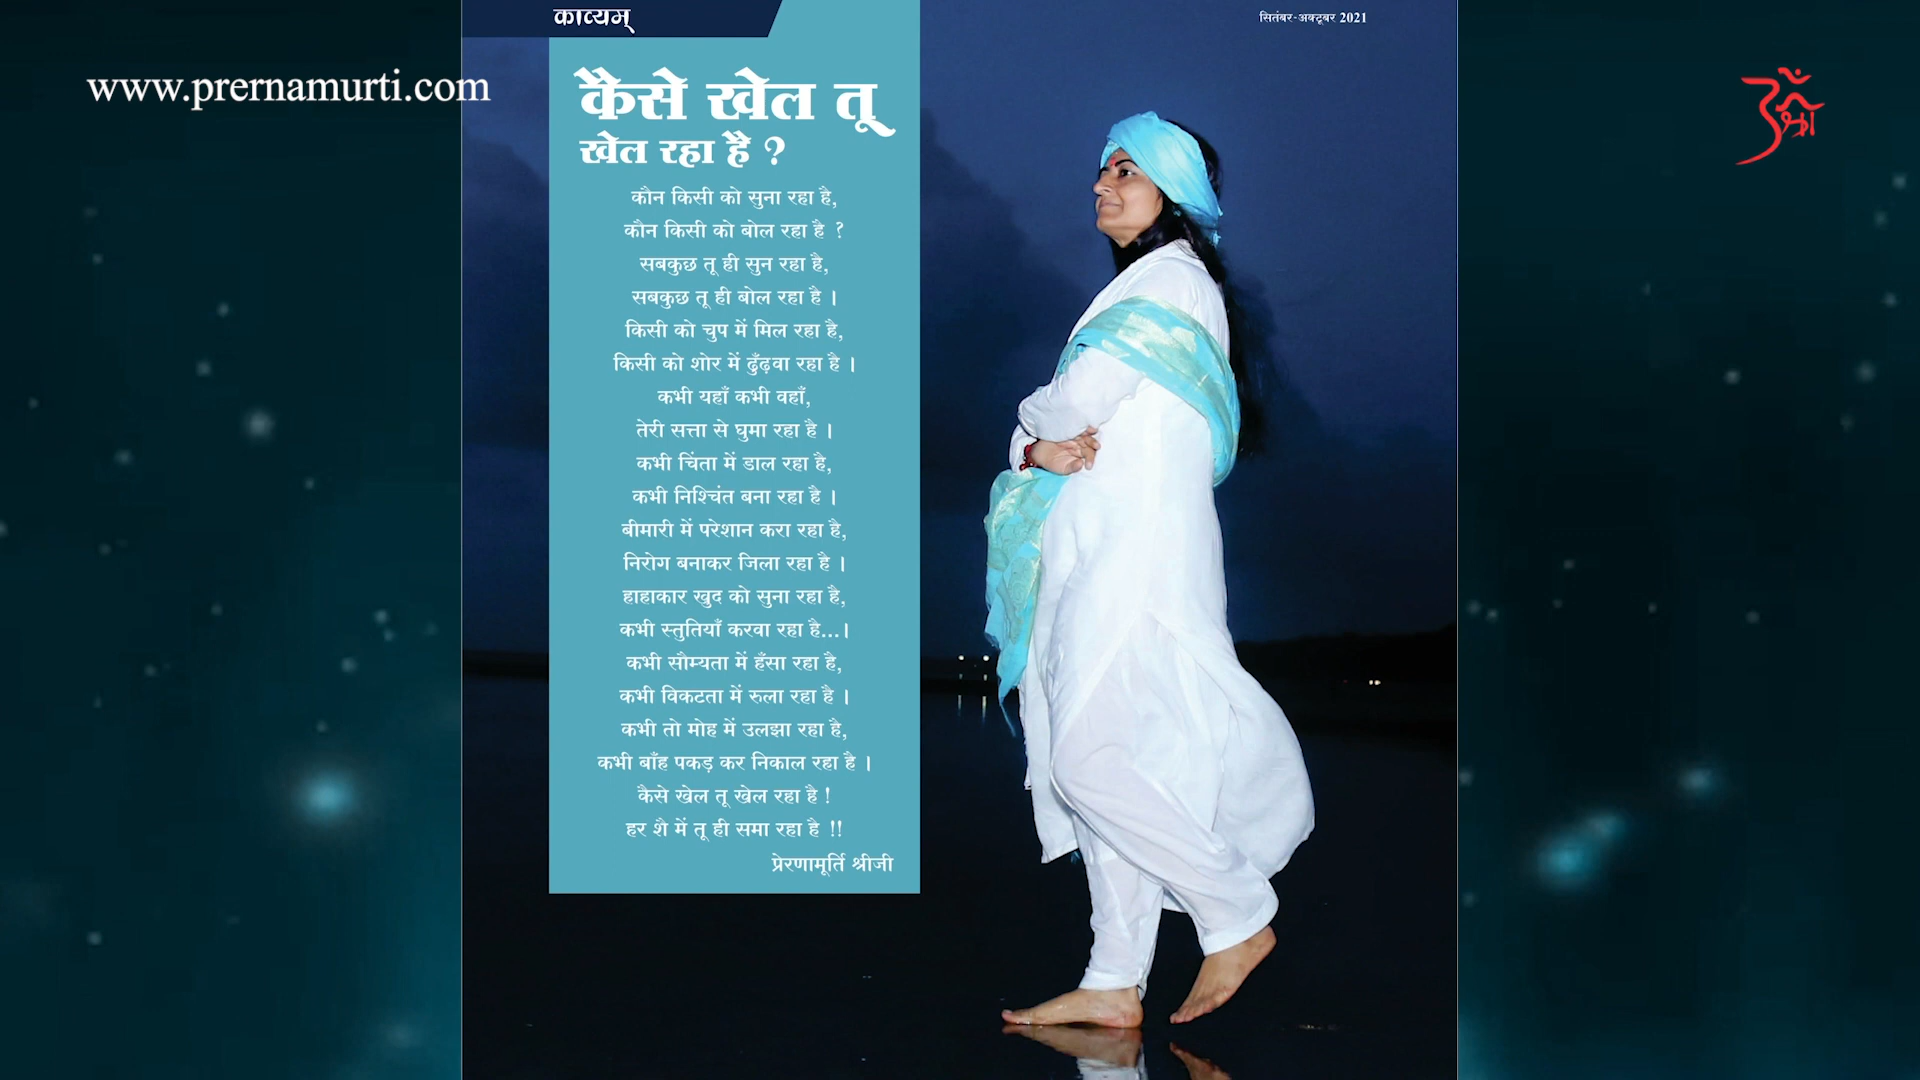 काव्यम्
सितंबर-अक्टूबर 2021
www.prernamurti.com
कैसे खेल तू
खेल रहा है ?
कौन किसी को सुना रहा है,
कौन किसी को बोल रहा है ?
सबकुछ तू ही सुन रहा है,
सबकुछ तू ही बोल रहा है ।
किसी को चुप में मिल रहा है,
किसी को शोर में ढुँढ़वा रहा है ।
कभी यहाँ कभी वहाँ,
तेरी सत्ता से घुमा रहा है ।
कभी चिंता में डाल रहा है,
कभी निश्चिंत बना रहा है ।
बीमारी में परेशान करा रहा है,
निरोग बनाकर जिला रहा है ।
हाहाकार खुद को सुना रहा है,
कभी स्तुतियाँ करवा रहा है...।
कभी सौम्यता में हँसा रहा है,
कभी विकटता में रुला रहा है ।
कभी तो मोह में उलझा रहा है,
कभी बाँह पकड़ कर निकाल रहा है ।
कैसे खेल तू खेल रहा है !
हर शै में तू ही समा रहा है !!
प्रेरणामूर्ति श्रीजी